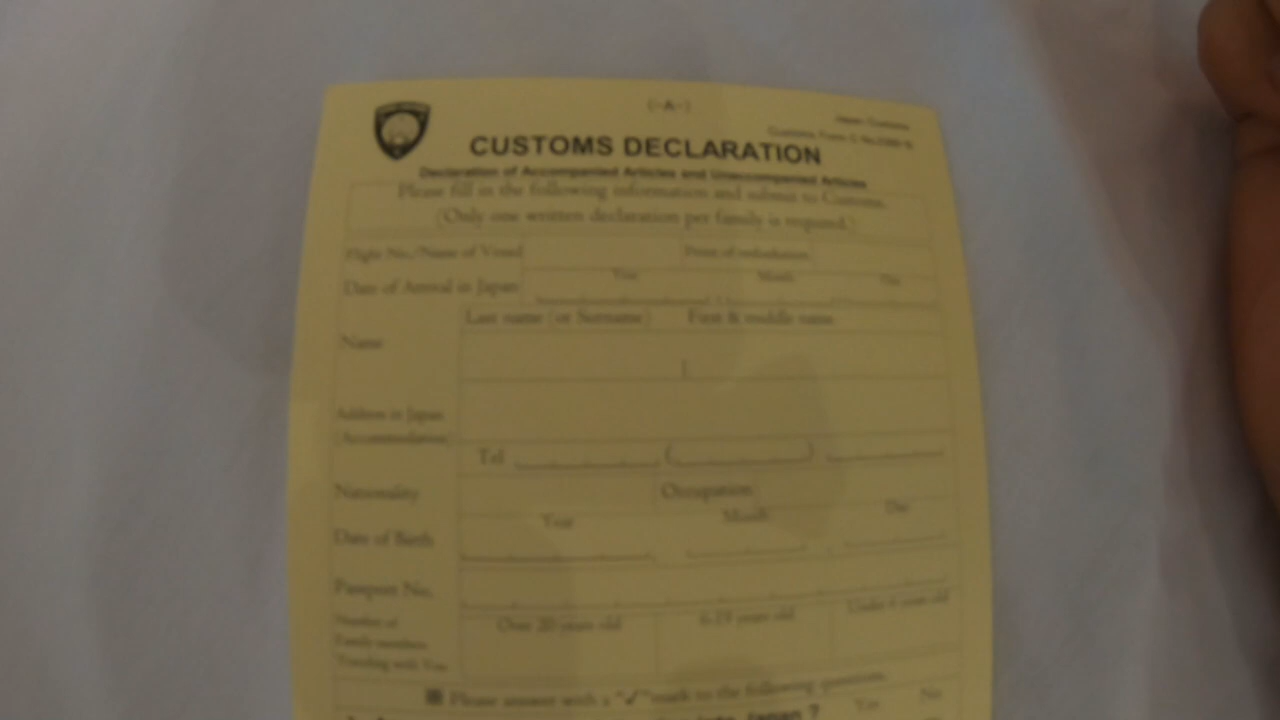 (-A-)
Japan Customs
CUSTOMS DECLARATION
Declaration of Accompanied Articles and Unaccompanied Articles
Please fill in the following information and submit to Customs.
(Only one written declaration per family is required.)
Flight No./Name of Vessel Point of embarkation
Year Month Day
Date of Arrival in Japan
Last name (or Surname) First & middle name
Name
Address in Japan
(Accommodation)
Tel ( )
Nationality Occupation
Year Month Day
Date of Birth
Passport No.
Number of Over 20 years old 6-19 years old Under 6 years old
Family members
Traveling with You
Please answer with a "✓" mark to the following questions.
Yes No
Japan ?